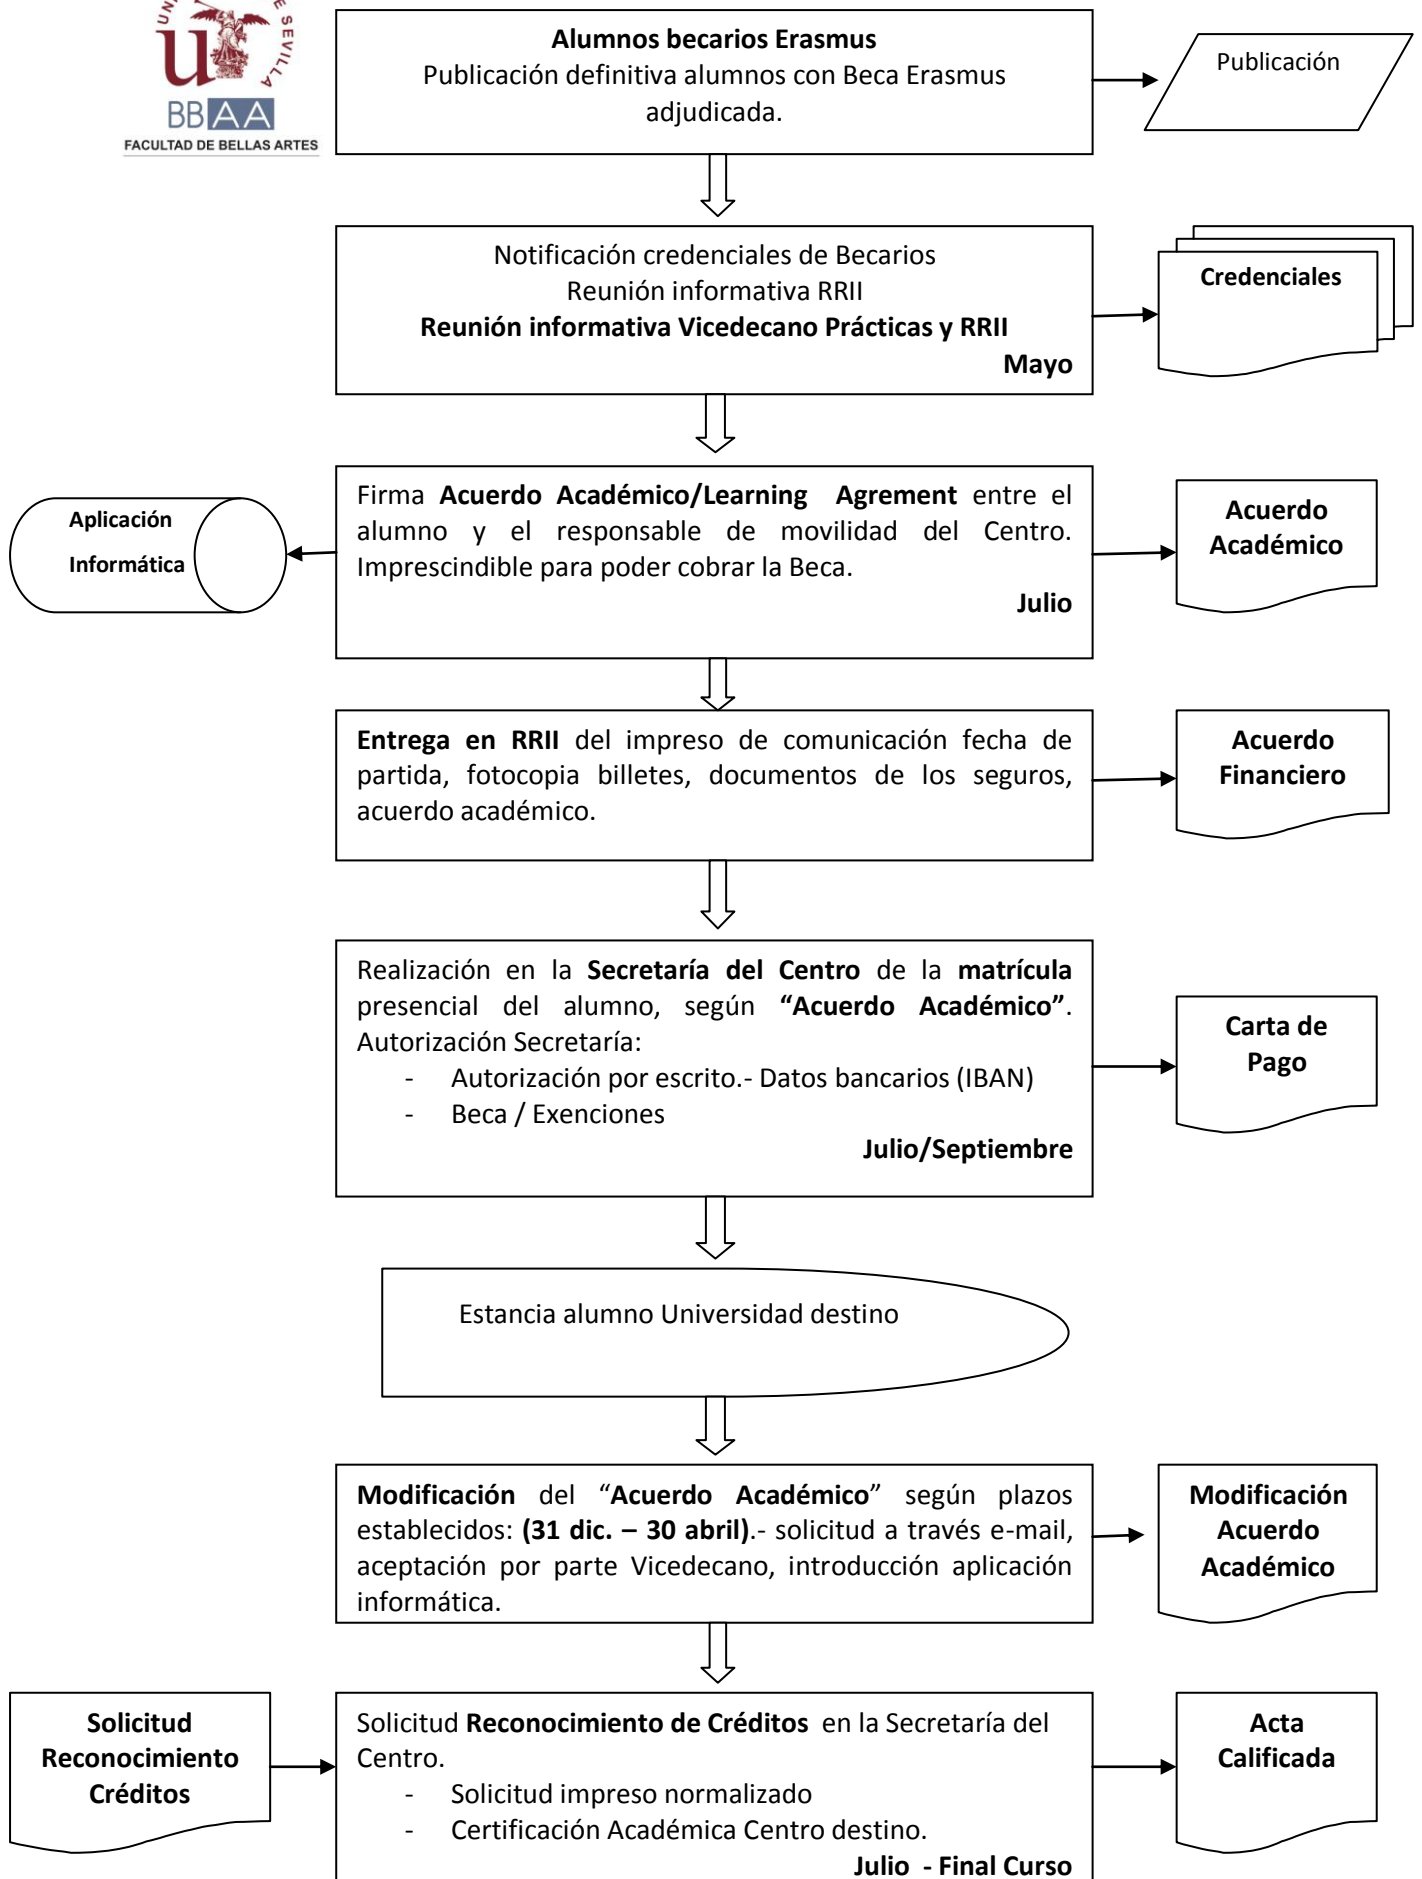 DE SEVILLA
BBAA
FACULTAD DE BELLAS ARTES
Alumnos becarios Erasmus
Publicación definitiva alumnos con Beca Erasmus
adjudicada.
Publicación
Notificación credenciales de Becarios
Reunión informativa RRII
Reunión informativa Vicedecano Prácticas y RRII
Mayo
Credenciales
Aplicación
Informática
Firma Acuerdo Académico/Learning Agrement entre el
alumno y el responsable de movilidad del Centro.
Imprescindible para poder cobrar la Beca.
Julio
Acuerdo
Académico
Entrega en RRII del impreso de comunicación fecha de
partida, fotocopia billetes, documentos de los seguros,
acuerdo académico.
Acuerdo
Financiero
Realización en la Secretaría del Centro de la matrícula
presencial del alumno, según “Acuerdo Académico”.
Autorización Secretaría:
- Autorización por escrito.- Datos bancarios (IBAN)
- Beca / Exenciones
Julio/Septiembre
Carta de
Pago
Estancia alumno Universidad destino
Modificación del “Acuerdo Académico” según plazos
establecidos: (31 dic. – 30 abril).- solicitud a través e-mail,
aceptación por parte Vicedecano, introducción aplicación
informática.
Modificación
Acuerdo
Académico
Solicitud
Reconocimiento
Créditos
Solicitud Reconocimiento de Créditos en la Secretaría del
Centro.
- Solicitud impreso normalizado
- Certificación Académica Centro destino.
Julio - Final Curso
Acta
Calificada